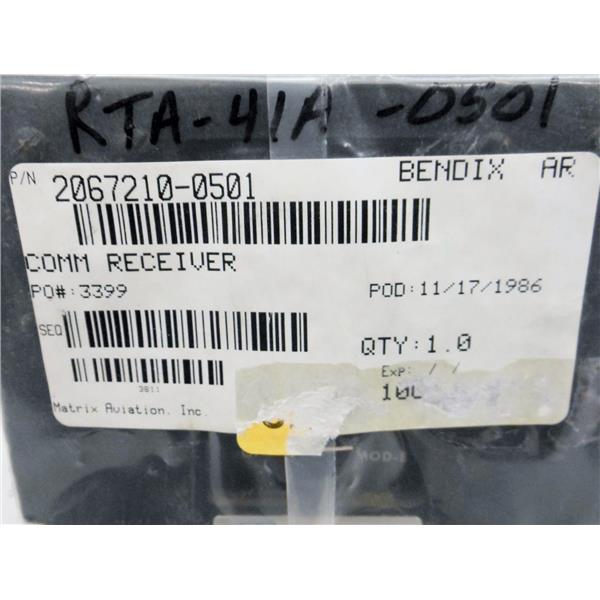 RTA-41A -0501
P/N 2067210-0501 BENDIX AR
COMM RECEIVER
PO#:3399 POD:11/17/1986
SEQ
QTY:1.0
Exp: / /
3811
Matrix Aviation, Inc.